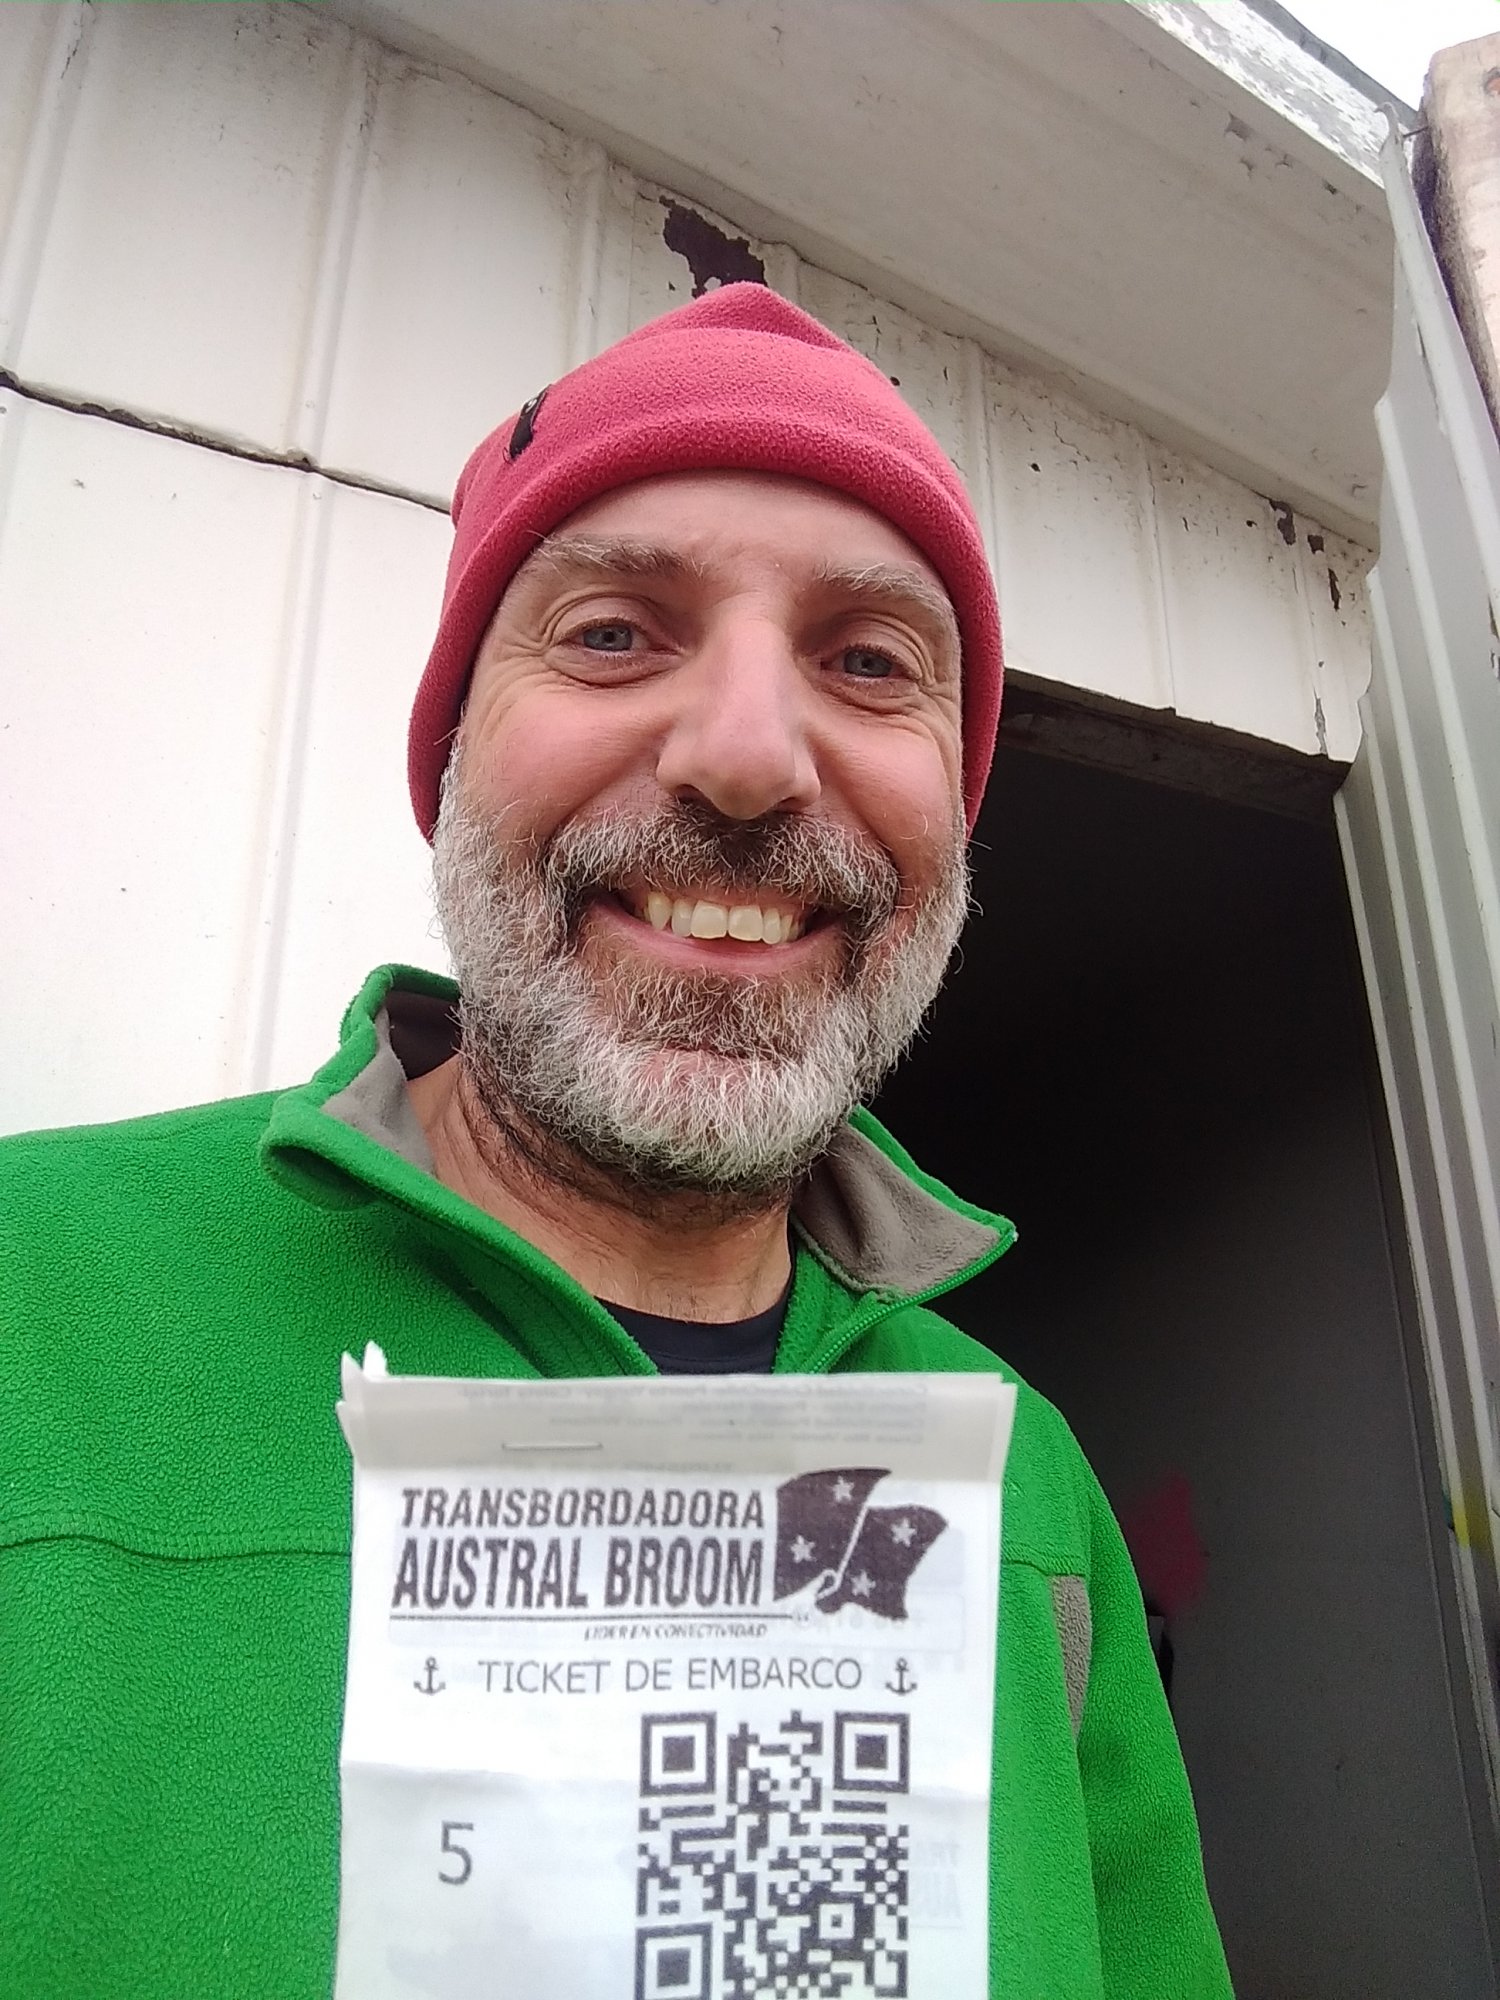 TRANSBORDADORA
AUSTRAL BROOM
LIDER EN CONECTIVIDAD
TICKET DE EMBARCO
5